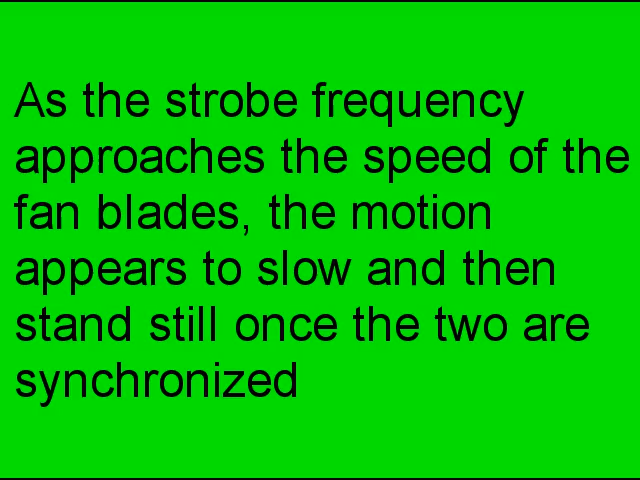 As the strobe frequency
approaches the speed of the
fan blades, the motion
appears to slow and then
stand still once the two are
synchronized